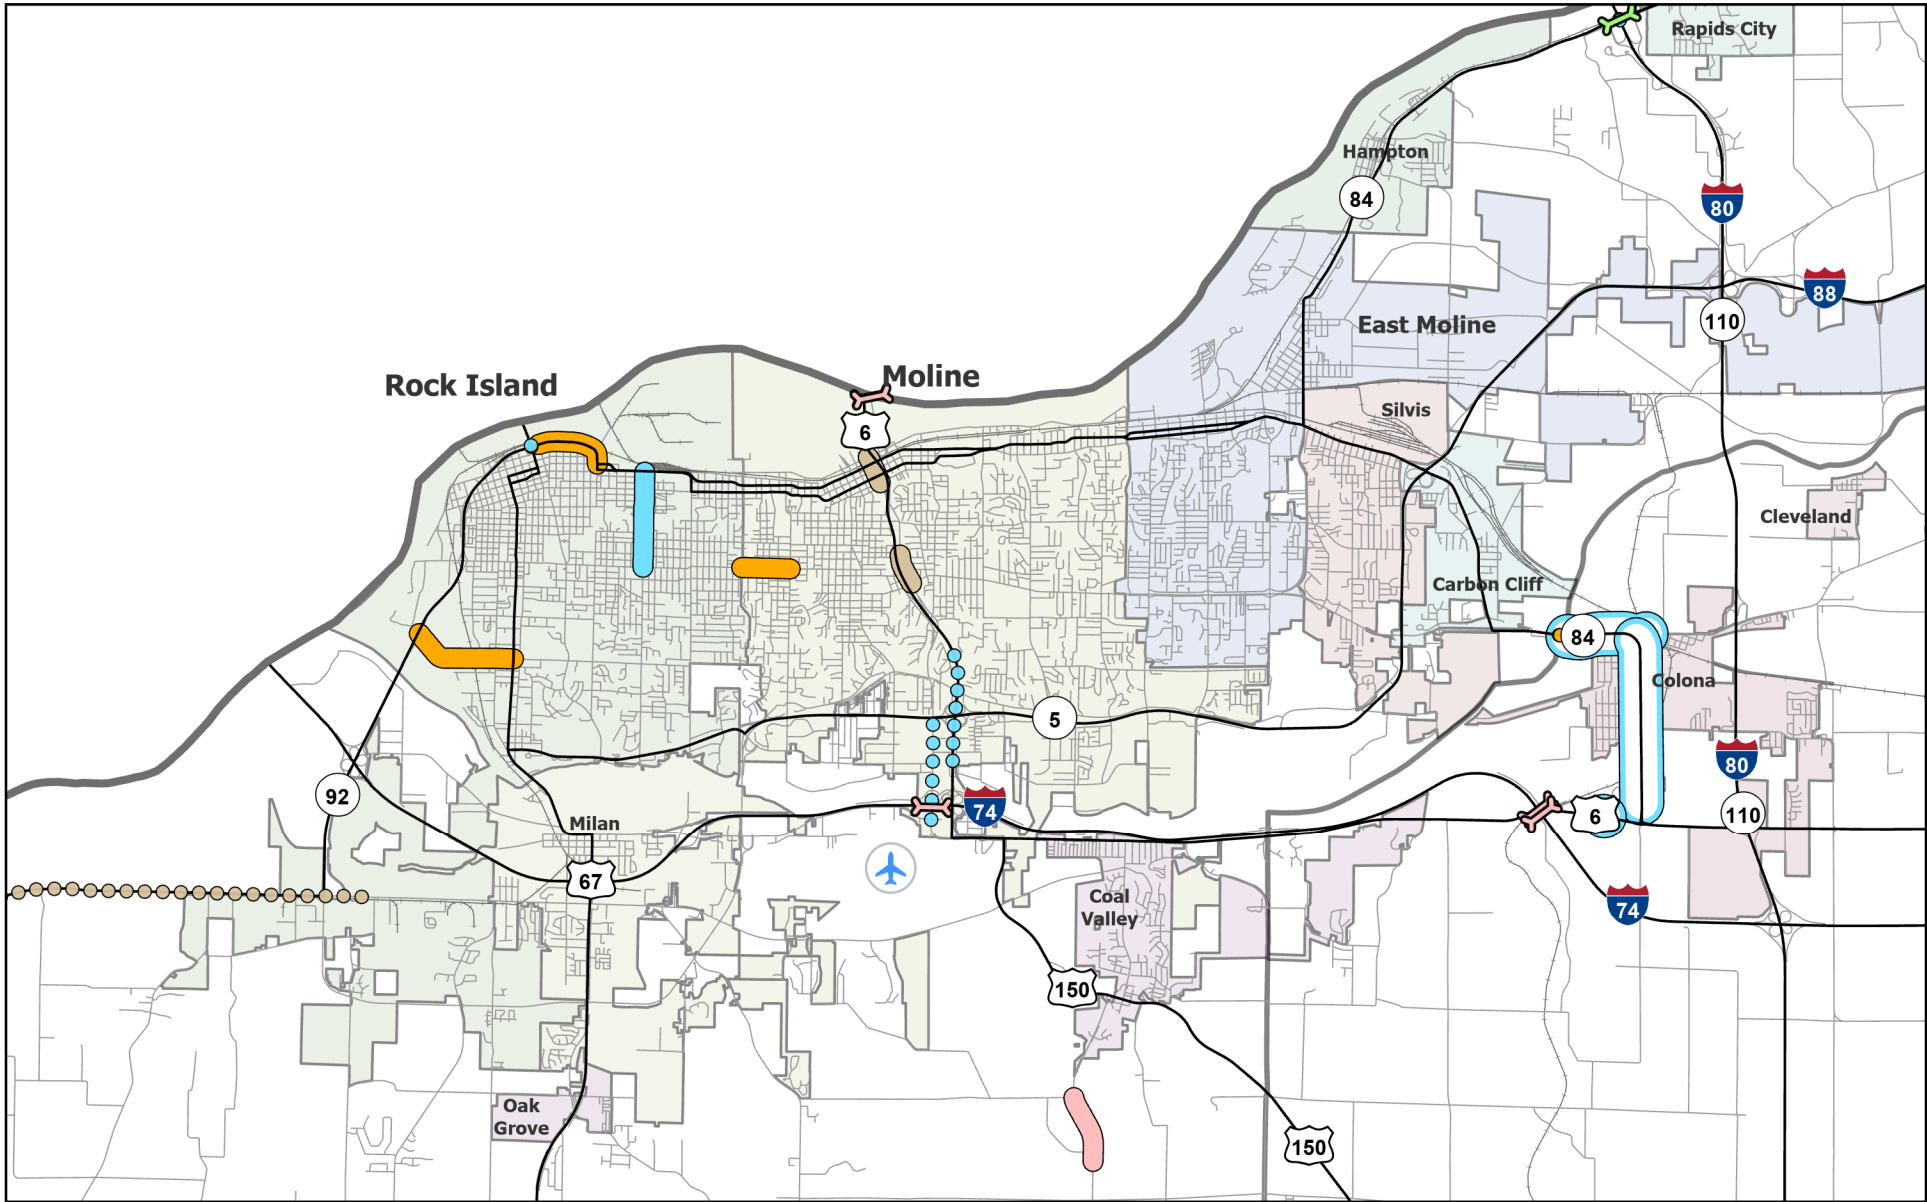 Rapids City
Hampton
84
80
88
110
East Moline
Rock Island
Moline
6
Silvis
Cleveland
Carbon Cliff
84
Colona
5
80
92
74
6
110
Milan
67
74
Coal
Valley
150
Oak
Grove
150